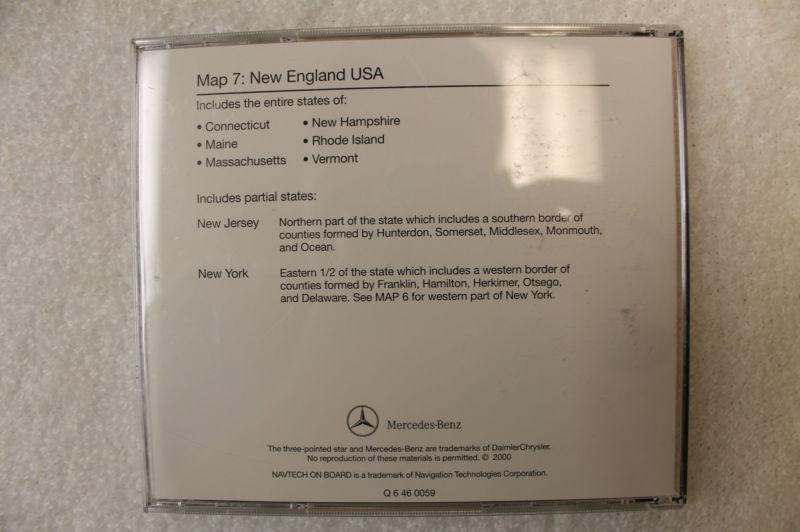 Map 7: New England USA
Includes the entire states of:
• Connecticut
• Maine
• Massachusetts
• New Hampshire
• Rhode Island
• Vermont
Includes partial states:
New Jersey
Northern part of the state which includes a southern border of
counties formed by Hunterdon, Somerset, Middlesex, Monmouth,
and Ocean.
New York
Eastern 1/2 of the state which includes a western border of
counties formed by Franklin, Hamilton, Herkimer, Otsego,
and Delaware. See MAP 6 for western part of New York.
Mercedes-Benz
The three-pointed star and Mercedes-Benz are trademarks of DaimlerChrysler.
No reproduction of these materials is permitted. © 2000
NAVTECH ON BOARD is a trademark of Navigation Technologies Corporation.
Q 6 46 0059